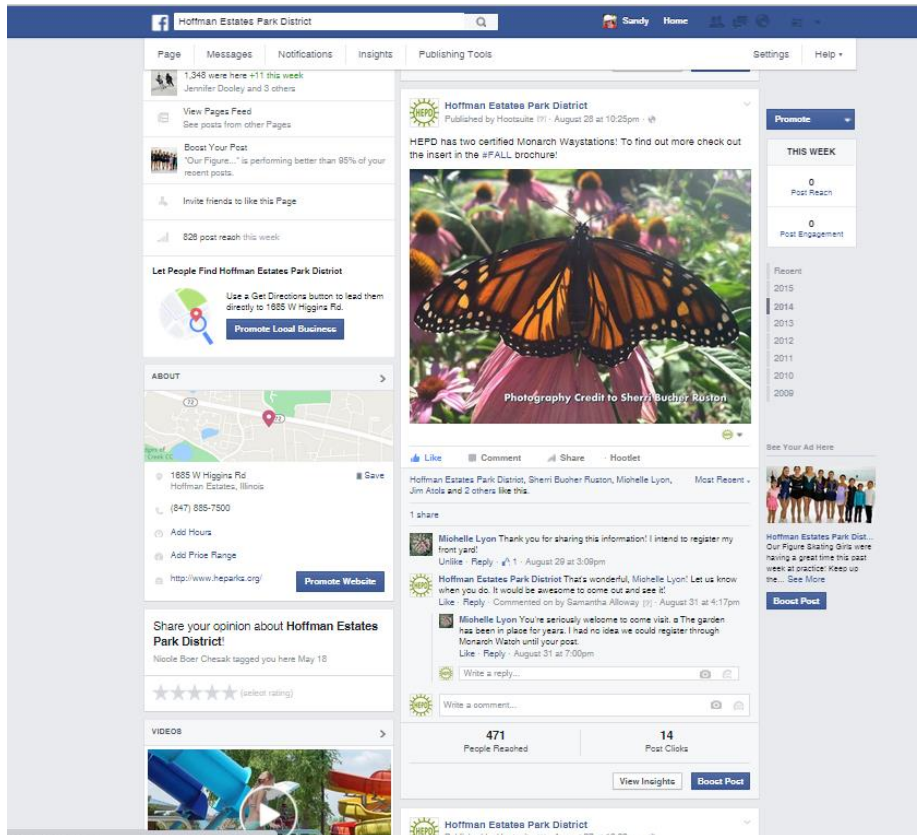 Hoffman Estates Park District
Sandy Home
Page Messages Notifications Insights Publishing Tools Settings Help
1,348 were here +11 this week
Jennifer Dooley and 3 others
View Pages Feed
See posts from other Pages
Boost Your Post
"Our Figure..." is performing better than 95% of your
recent posts.
Invite friends to like this Page
826 post reach this week
Let People Find Hoffman Estates Park District
Use a Get Directions button to lead them
directly to 1685 W Higgins Rd.
Promote Local Business
ABOUT
72
72
Creek CC
1685 W Higgins Rd
Hoffman Estates, Illinois
Save
(847) 885-7500
Add Hours
Add Price Range
http://www.heparks.org/
Promote Website
Share your opinion about Hoffman Estates
Park District!
Nicole Boer Chesak tagged you here May 18
(select rating)
VIDEOS
HEPD
Hoffman Estates Park District
Published by Hootsuite [?] · August 28 at 10:25pm ·
HEPD has two certified Monarch Waystations! To find out more check out
the insert in the #FALL brochure!
Photography Credit to Sherri Bucher Ruston
Like Comment Share · Hootlet
Hoffman Estates Park District, Sherri Bucher Ruston, Michelle Lyon,
Jim Atols and 2 others like this.
Most Recent
1 share
Michelle Lyon Thank you for sharing this information! I intend to register my
front yard!
Unlike · Reply · 1 · August 29 at 3:09pm
Hoffman Estates Park District That's wonderful, Michelle Lyon! Let us know
when you do. It would be awesome to come out and see it!
Like · Reply · Commented on by Samantha Alloway [?] · August 31 at 4:17pm
Michelle Lyon You're seriously welcome to come visit. The garden
has been in place for years. I had no idea we could register through
Monarch Watch until your post.
Like · Reply · August 31 at 7:00pm
HEPD
Write a reply...
HEPD
Write a comment...
471
People Reached
14
Post Clicks
View Insights
Boost Post
HEPD
Hoffman Estates Park District
Promote
THIS WEEK
0
Post Reach
0
Post Engagement
Recent
2015
2014
2013
2012
2011
2010
2009
See Your Ad Here
Hoffman Estates Park Dist...
Our Figure Skating Girls were
having a great time this past
week at practice! Keep up
the... See More
Boost Post